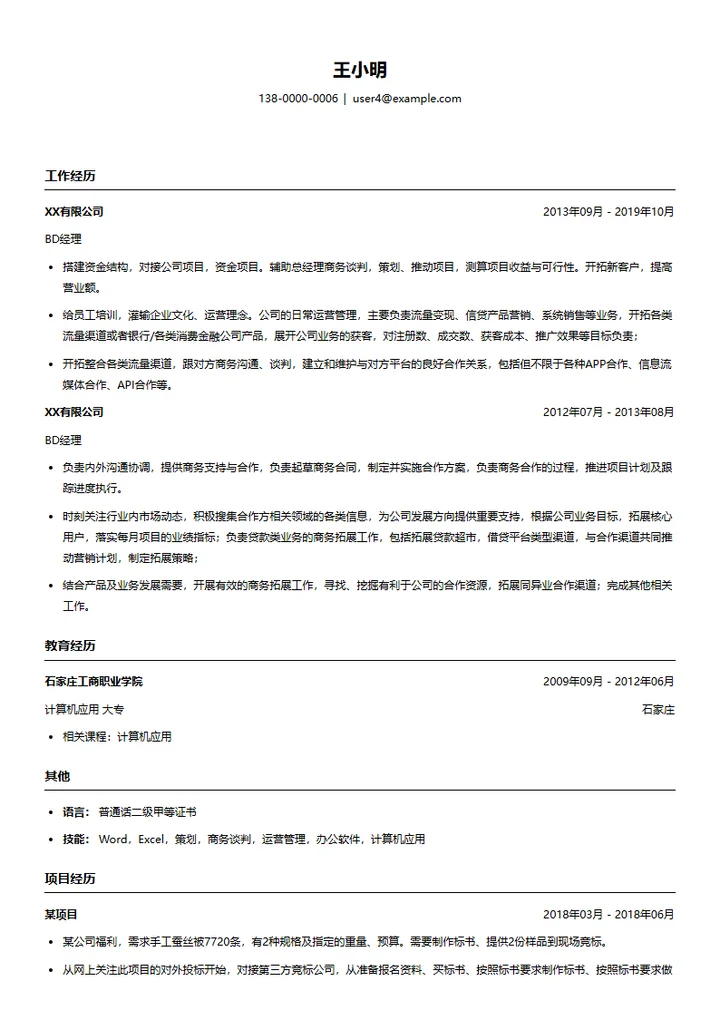 王小明
138-0000-0006 | user4@example.com
工作经历
XX有限公司 2013年09月 - 2019年10月
BD经理
• 搭建资金结构，对接公司项目，资金项目。辅助总经理商务谈判，策划、推动项目，测算项目收益与可行性。开拓新客户，提高
营业额。
• 给员工培训，灌输企业文化、运营理念。公司的日常运营管理，主要负责流量变现、信贷产品营销、系统销售等业务，开拓各类
流量渠道或者银行/各类消费金融公司产品，展开公司业务的获客，对注册数、成交数、获客成本、推广效果等目标负责；
• 开拓整合各类流量渠道，跟对方商务沟通、谈判，建立和维护与对方平台的良好合作关系，包括但不限于各种APP合作、信息流
媒体合作、API合作等。
XX有限公司 2012年07月 - 2013年08月
BD经理
• 负责内外沟通协调，提供商务支持与合作，负责起草商务合同，制定并实施合作方案，负责商务合作的过程，推进项目计划及跟
踪进度执行。
• 时刻关注行业内市场动态，积极搜集合作方相关领域的各类信息，为公司发展方向提供重要支持，根据公司业务目标，拓展核心
用户，落实每月项目的业绩指标；负责贷款类业务的商务拓展工作，包括拓展贷款超市，借贷平台类型渠道，与合作渠道共同推
动营销计划，制定拓展策略；
• 结合产品及业务发展需要，开展有效的商务拓展工作，寻找、挖掘有利于公司的合作资源，拓展同异业合作渠道；完成其他相关
工作。
教育经历
石家庄工商职业学院 2009年09月 - 2012年06月
计算机应用 大专 石家庄
• 相关课程：计算机应用
其他
• 语言： 普通话二级甲等证书
• 技能： Word，Excel，策划，商务谈判，运营管理，办公软件，计算机应用
项目经历
某项目 2018年03月 - 2018年06月
• 某公司福利，需求手工蚕丝被7720条，有2种规格及指定的重量、预算。需要制作标书、提供2份样品到现场竞标。
• 从网上关注此项目的对外投标开始，对接第三方竞标公司，从准备报名资料、买标书、按照标书要求制作标书、按照标书要求做